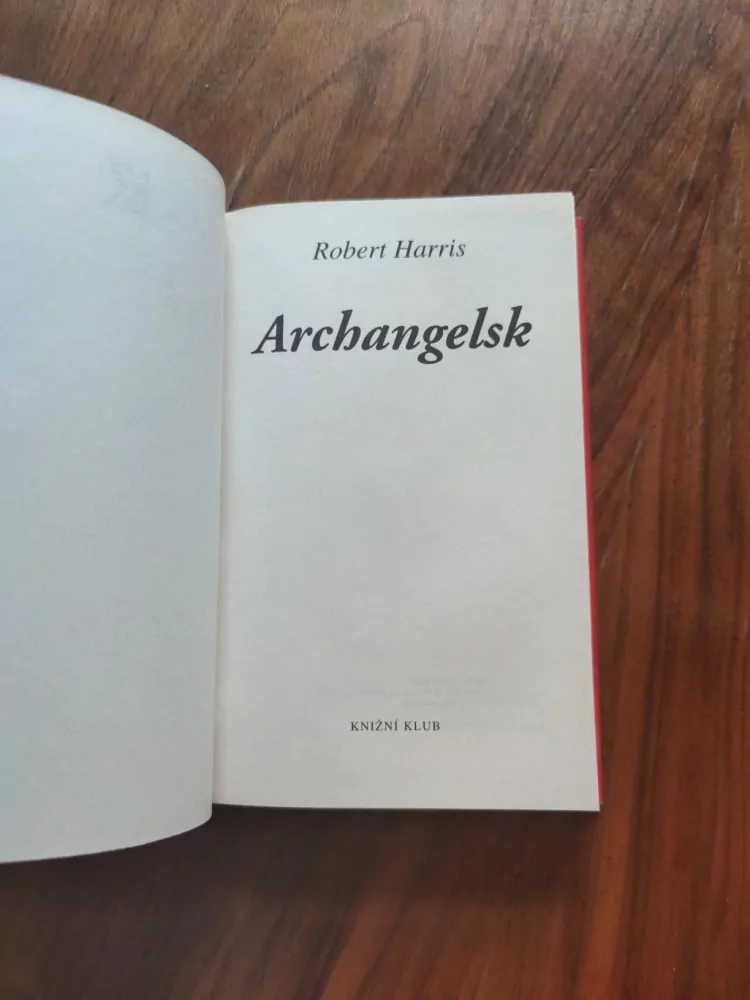 Robert Harris
Archangelsk
KNIŽNÍ KLUB